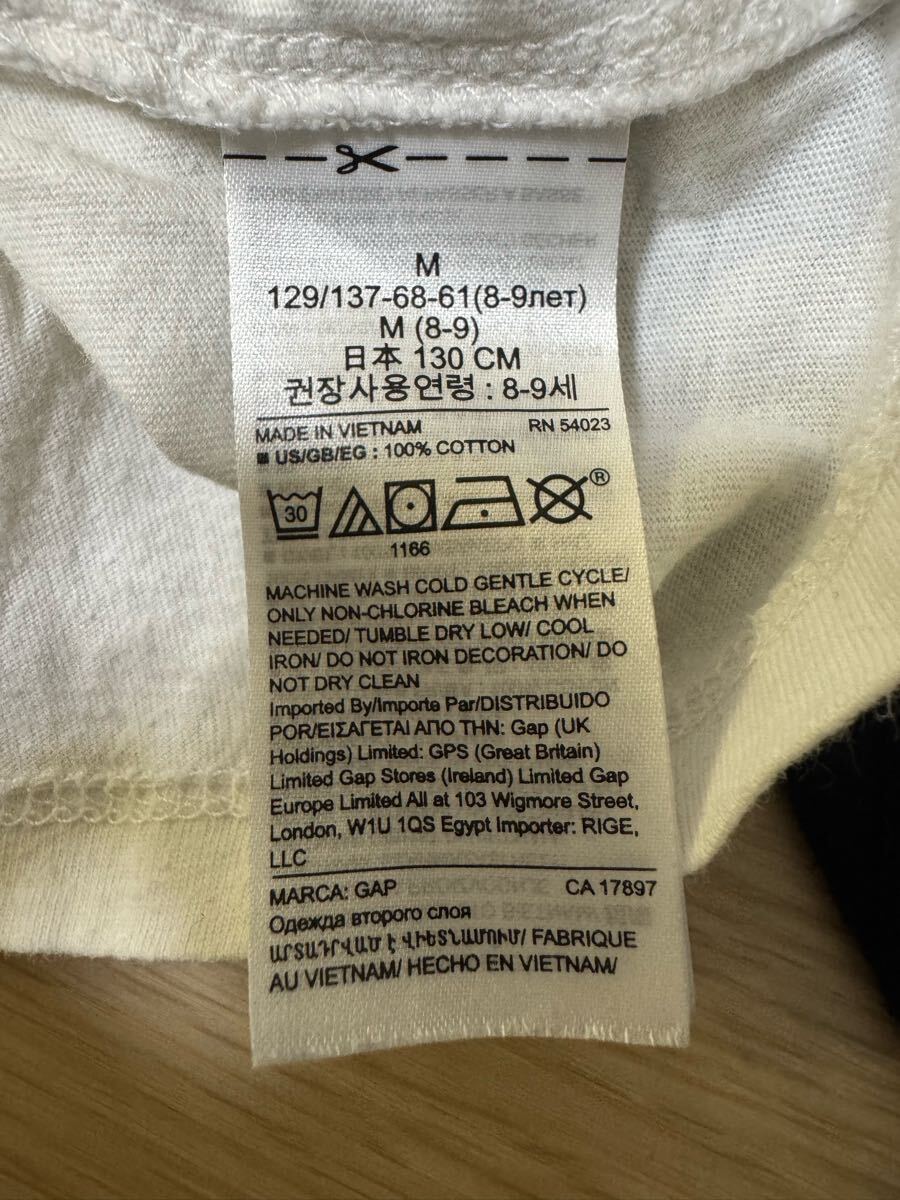 M
129/137-68-61(8-9лет)
M (8-9)
日本 130 CM
권장사용연령 : 8-9세
MADE IN VIETNAM RN 54023
■ US/GB/EG : 100% COTTON
30 ®
1166
MACHINE WASH COLD GENTLE CYCLE/
ONLY NON-CHLORINE BLEACH WHEN
NEEDED/ TUMBLE DRY LOW/ COOL
IRON/ DO NOT IRON DECORATION/ DO
NOT DRY CLEAN
Imported By/Importe Par/DISTRIBUIDO
POR/ΕΙΣΑΓΕΤΑΙ ΑΠΟ ΤΗΝ: Gap (UK
Holdings) Limited: GPS (Great Britain)
Limited Gap Stores (Ireland) Limited Gap
Europe Limited All at 103 Wigmore Street,
London, W1U 1QS Egypt Importer: RIGE,
LLC
MARCA: GAP CA 17897
Одежда второго слоя
ԱՐՏԱԴՐՎԱԾ Է ՎԻԵՏՆԱՄՈՒՄ/ FABRIQUE
AU VIETNAM/ HECHO EN VIETNAM/